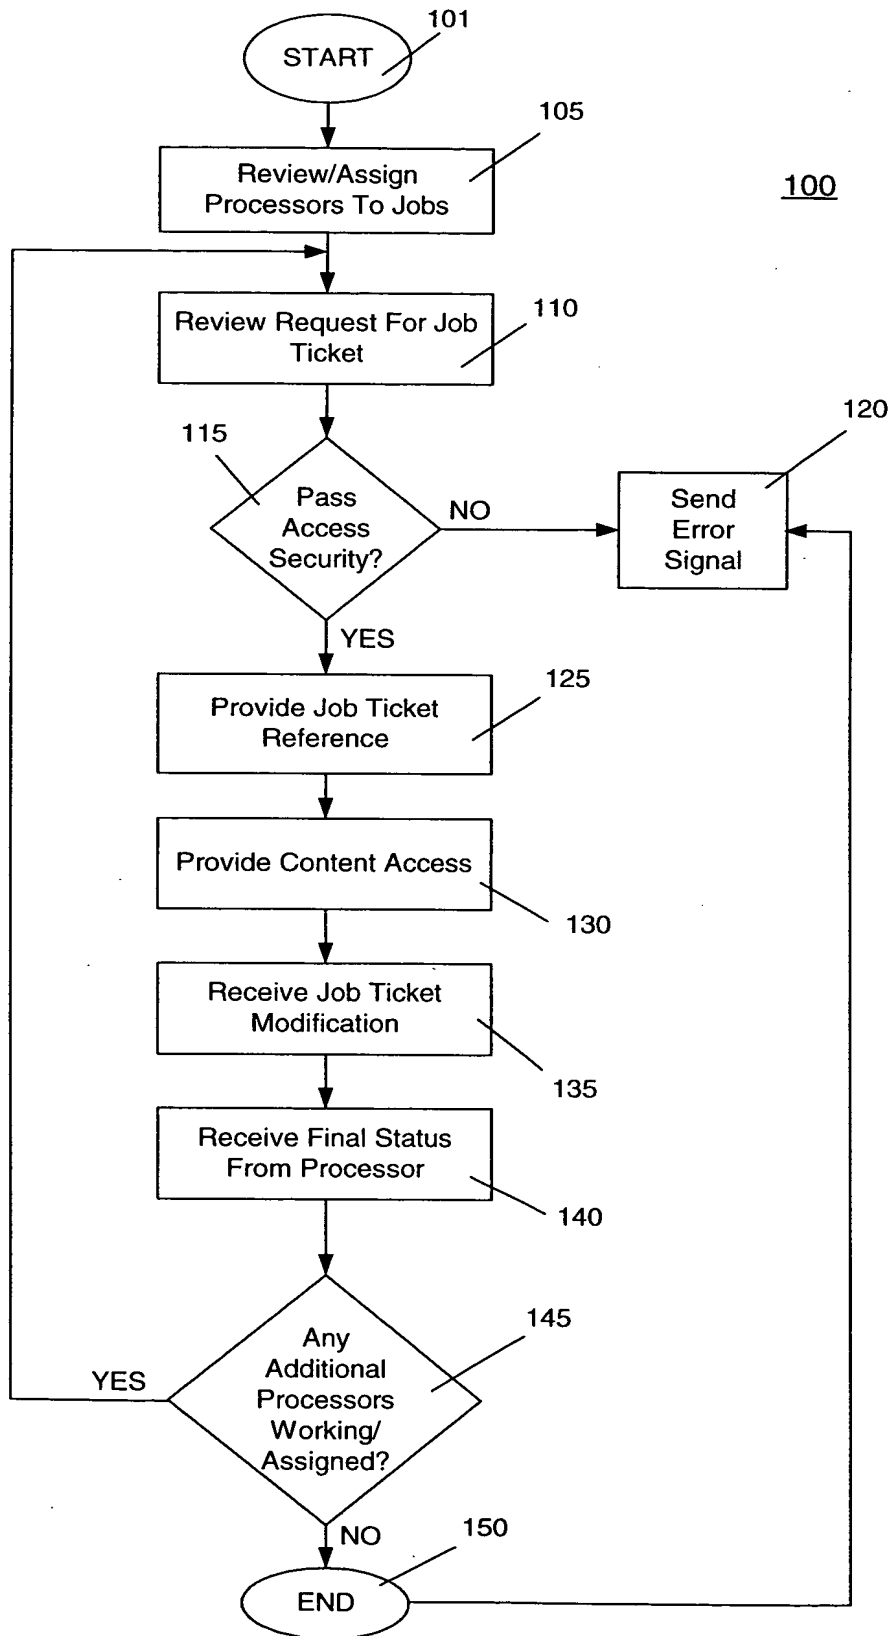 101
START
105
Review/Assign
Processors To Jobs
100
Review Request For Job
Ticket
110
115
120
Pass
Access
Security?
NO
Send
Error
Signal
YES
125
Provide Job Ticket
Reference
Provide Content Access
130
Receive Job Ticket
Modification
135
Receive Final Status
From Processor
140
145
Any
Additional
Processors
Working/
Assigned?
YES
NO
150
END